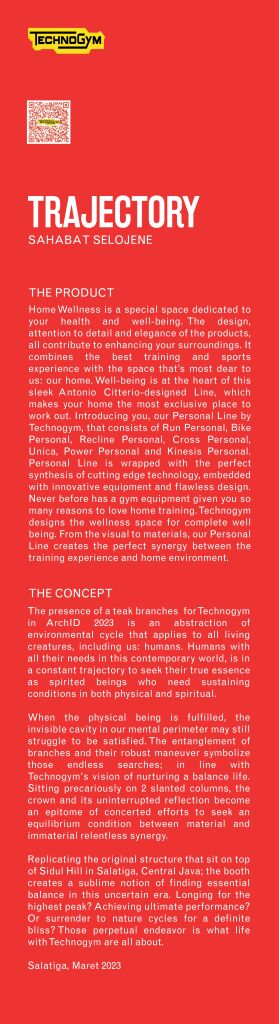 TECHNOGYM
TRAJECTORY
SAHABAT SELOJENE
THE PRODUCT
Home Wellness is a special space dedicated to
your health and well-being. The design,
attention to detail and elegance of the products,
all contribute to enhancing your surroundings. It
combines the best training and sports
experience with the space that's most dear to
us: our home. Well-being is at the heart of this
sleek Antonio Citterio-designed Line, which
makes your home the most exclusive place to
work out. Introducing you, our Personal Line by
Technogym, that consists of Run Personal, Bike
Personal, Recline Personal, Cross Personal,
Unica, Power Personal and Kinesis Personal.
Personal Line is wrapped with the perfect
synthesis of cutting edge technology, embedded
with innovative equipment and flawless design.
Never before has a gym equipment given you so
many reasons to love home training. Technogym
designs the wellness space for complete well
being. From the visual to materials, our Personal
Line creates the perfect synergy between the
training experience and home environment.
THE CONCEPT
The presence of a teak branches for Technogym
in ArchID 2023 is an abstraction of
environmental cycle that applies to all living
creatures, including us: humans. Humans with
all their needs in this contemporary world, is in
a constant trajectory to seek their true essence
as spirited beings who need sustaining
conditions in both physical and spiritual.
When the physical being is fulfilled, the
invisible cavity in our mental perimeter may still
struggle to be satisfied. The entanglement of
branches and their robust maneuver symbolize
those endless searches; in line with
Technogym's vision of nurturing a balance life.
Sitting precariously on 2 slanted columns, the
crown and its uninterrupted reflection become
an epitome of concerted efforts to seek an
equilibrium condition between material and
immaterial relentless synergy.
Replicating the original structure that sit on top
of Sidul Hill in Salatiga, Central Java; the booth
creates a sublime notion of finding essential
balance in this uncertain era. Longing for the
highest peak? Achieving ultimate performance?
Or surrender to nature cycles for a definite
bliss? Those perpetual endeavor is what life
with Technogym are all about.
Salatiga, Maret 2023